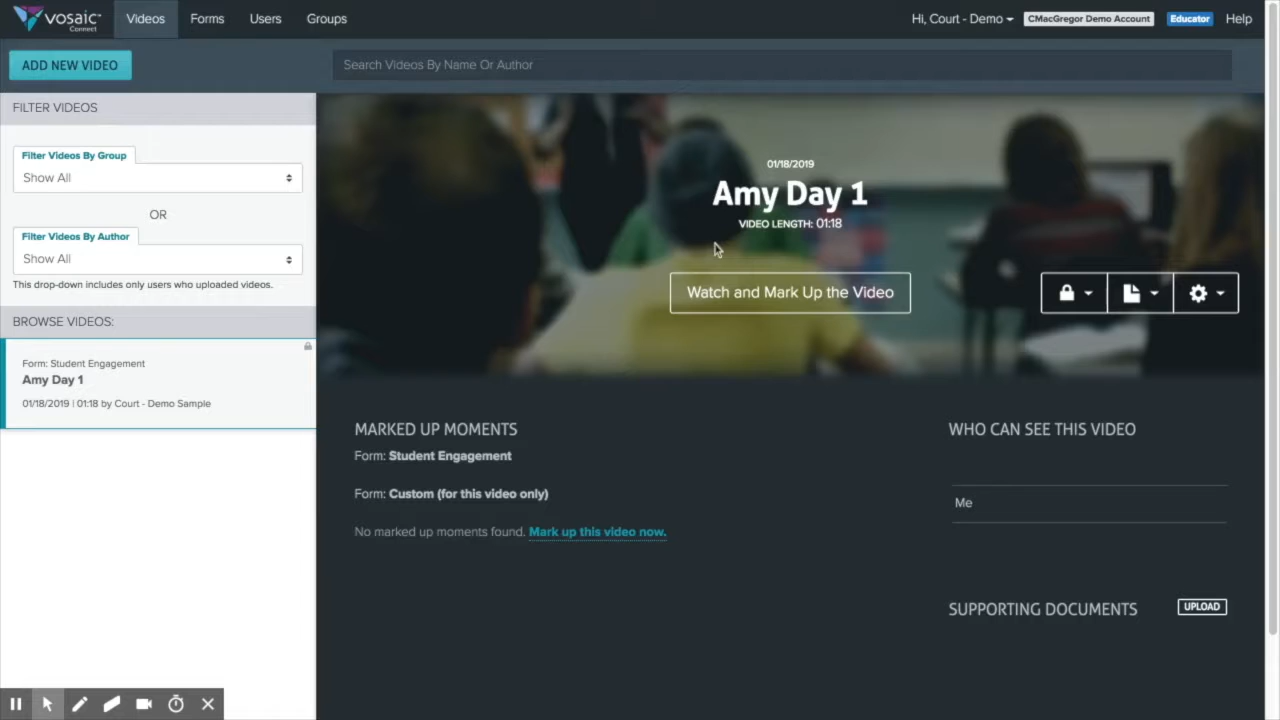 vosaic
Connect
Videos
Forms
Users
Groups
Hi, Court - Demo
CMacGregor Demo Account
Educator
Help
ADD NEW VIDEO
Search Videos By Name Or Author
FILTER VIDEOS
Filter Videos By Group
Show All
OR
Filter Videos By Author
Show All
This drop-down includes only users who uploaded videos.
BROWSE VIDEOS:
Form: Student Engagement
Amy Day 1
01/18/2019 | 01:18 by Court - Demo Sample
01/18/2019
Amy Day 1
VIDEO LENGTH: 01:18
Watch and Mark Up the Video
MARKED UP MOMENTS
Form: Student Engagement
Form: Custom (for this video only)
No marked up moments found. Mark up this video now.
WHO CAN SEE THIS VIDEO
Me
SUPPORTING DOCUMENTS
UPLOAD